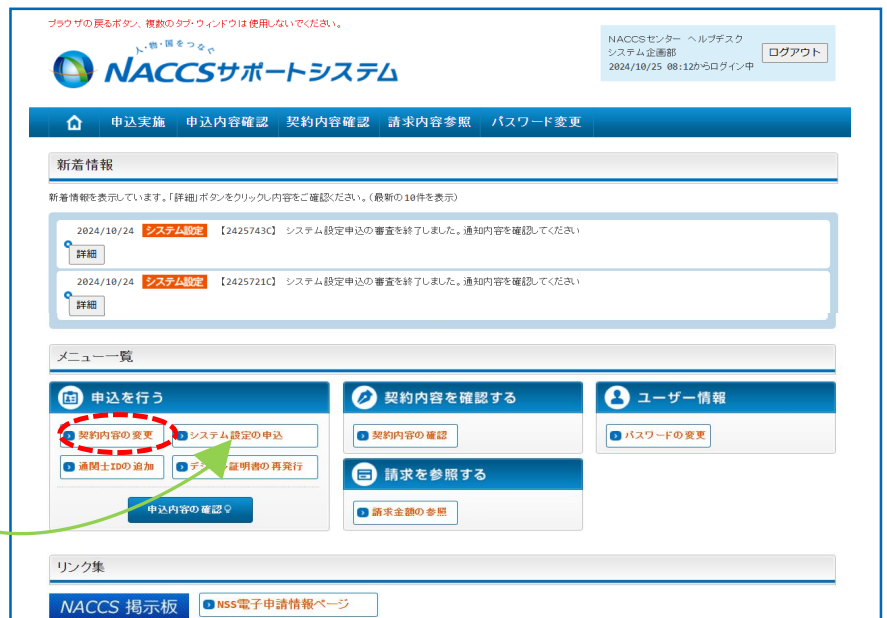 ブラウザの戻るボタン、複数のタブ・ウィンドウは使用しないでください。
人・物・国をつなぐ
NACCSサポートシステム
NACCSセンター ヘルプデスク
システム企画部
2024/10/25 08:12からログイン中
ログアウト
申込実施 申込内容確認 契約内容確認 請求内容参照 パスワード変更
新着情報
新着情報を表示しています。「詳細」ボタンをクリックし内容をご確認ください。(最新の10件を表示)
2024/10/24 システム設定 【2425743C】 システム設定申込の審査を終了しました。通知内容を確認してください
詳細
2024/10/24 システム設定 【2425721C】 システム設定申込の審査を終了しました。通知内容を確認してください
詳細
メニュー一覧
申込を行う
契約内容の変更 システム設定の申込
通関士IDの追加 デジタル証明書の再発行
申込内容の確認
契約内容を確認する
契約内容の確認
請求を参照する
請求金額の参照
ユーザー情報
パスワードの変更
リンク集
NACCS 掲示板
NSS電子申請情報ページ